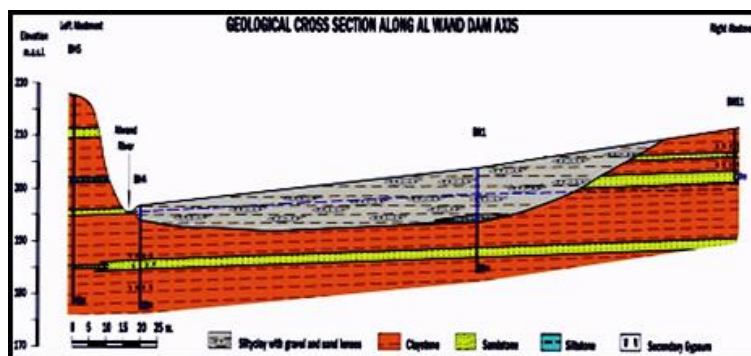 GEOLOGICAL CROSS SECTION ALONG AL WAND DAM AXIS
Left Abutment
Right Abutment
Elevation
m.a.s.l.
BH5
220
BH11
210
Alwand
River
BH1
BH4
200
190
180
170
0 5 10 15 20 25 m.
Siltyclay with gravel and sand lenses
Claystone
Sandstone
Siltstone
Secondary Gypsum